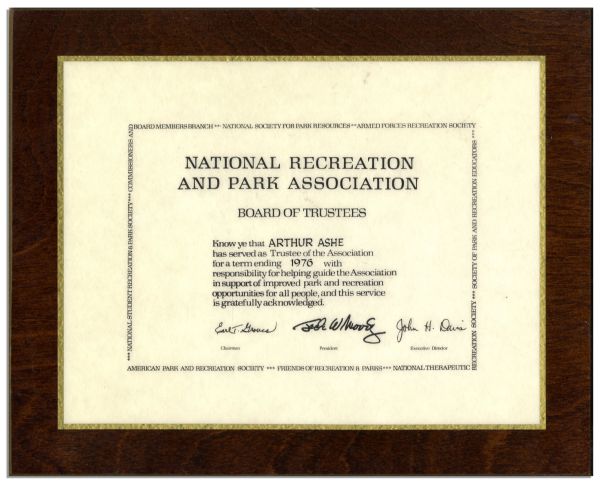 BOARD MEMBERS BRANCH *** NATIONAL SOCIETY FOR PARK RESOURCES *** ARMED FORCES RECREATION SOCIETY ***
SOCIETY OF PARK AND RECREATION EDUCATORS ***
NATIONAL THERAPEUTIC RECREATION SOCIETY ***
AMERICAN PARK AND RECREATION SOCIETY *** FRIENDS OF RECREATION & PARKS ***
*** NATIONAL STUDENT RECREATION & PARK SOCIETY *** COMMISSIONERS AND
NATIONAL RECREATION
AND PARK ASSOCIATION
BOARD OF TRUSTEES
Know ye that ARTHUR ASHE
has served as Trustee of the Association
for a term ending 1976 with
responsibility for helping guide the Association
in support of improved park and recreation
opportunities for all people, and this service
is gratefully acknowledged.
John H. Davis
Chairman President Executive Director